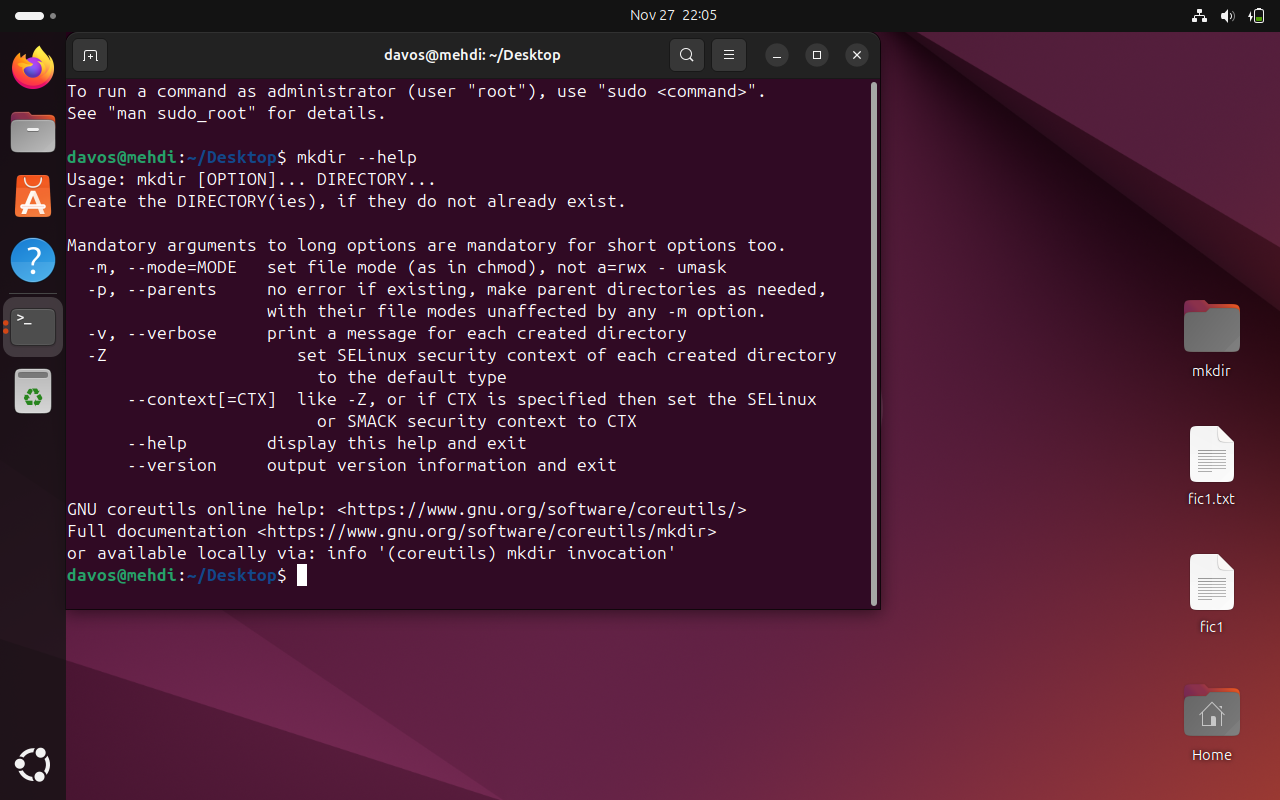 Nov 27  22:05
davos@mehdi: ~/Desktop
To run a command as administrator (user "root"), use "sudo <command>".
See "man sudo_root" for details.
davos@mehdi:~/Desktop$ mkdir --help
Usage: mkdir [OPTION]... DIRECTORY...
Create the DIRECTORY(ies), if they do not already exist.
Mandatory arguments to long options are mandatory for short options too.
  -m, --mode=MODE   set file mode (as in chmod), not a=rwx - umask
  -p, --parents     no error if existing, make parent directories as needed,
                    with their file modes unaffected by any -m option.
  -v, --verbose     print a message for each created directory
  -Z                   set SELinux security context of each created directory
                         to the default type
      --context[=CTX]  like -Z, or if CTX is specified then set the SELinux
                         or SMACK security context to CTX
      --help        display this help and exit
      --version     output version information and exit
GNU coreutils online help: <https://www.gnu.org/software/coreutils/>
Full documentation <https://www.gnu.org/software/coreutils/mkdir>
or available locally via: info '(coreutils) mkdir invocation'
davos@mehdi:~/Desktop$
mkdir
fic1.txt
fic1
Home